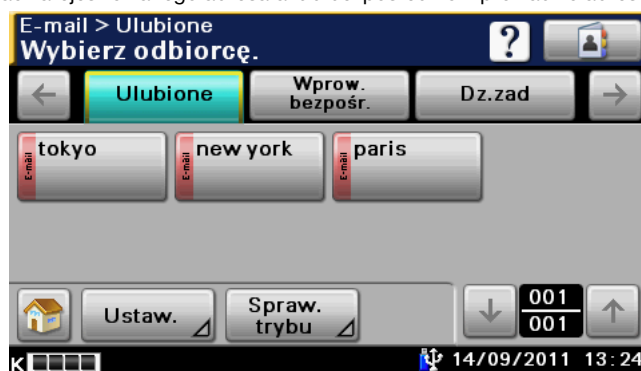 E-mail > Ulubione
Wybierz odbiorcę.
?
Ulubione
Wprow.
bezpośr.
Dz.zad
E-mail
tokyo
E-mail
new york
E-mail
paris
Ustaw.
Spraw.
trybu
001
001
K
14/09/2011 13:24